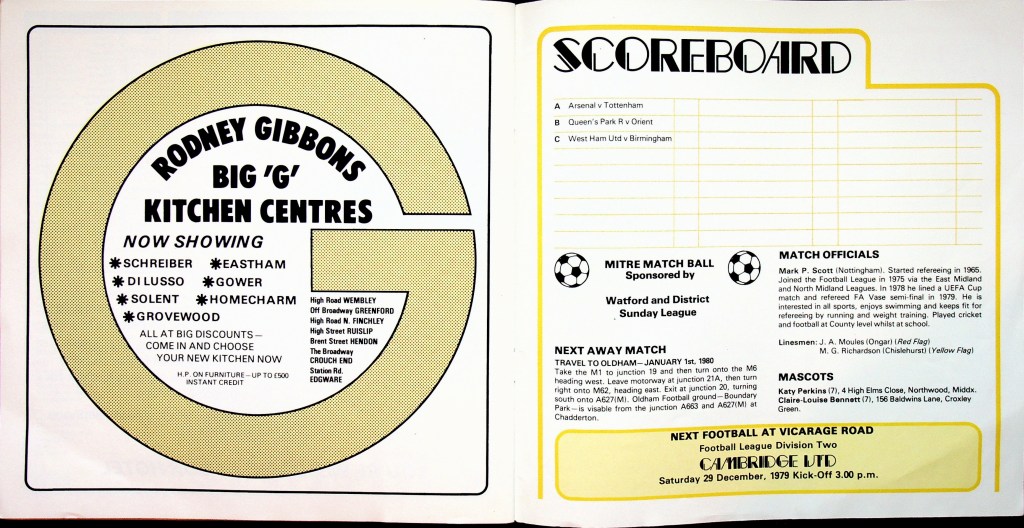 RODNEY GIBBONS
BIG 'G'
KITCHEN CENTRES
NOW SHOWING
✱SCHREIBER ✱EASTHAM
✱DI LUSSO ✱GOWER
✱SOLENT ✱HOMECHARM
✱GROVEWOOD
ALL AT BIG DISCOUNTS—
COME IN AND CHOOSE
YOUR NEW KITCHEN NOW
H.P. ON FURNITURE—UP TO £500
INSTANT CREDIT
High Road WEMBLEY
Off Broadway GREENFORD
High Road N. FINCHLEY
High Street RUISLIP
Brent Street HENDON
The Broadway
CROUCH END
Station Rd.
EDGWARE
SCOREBOARD
A Arsenal v Tottenham
B Queen's Park R v Orient
C West Ham Utd v Birmingham
MITRE MATCH BALL
Sponsored by
Watford and District
Sunday League
NEXT AWAY MATCH
TRAVEL TO OLDHAM—JANUARY 1st, 1980
Take the M1 to junction 19 and then turn onto the M6
heading west. Leave motorway at junction 21A, then turn
right onto M62, heading east. Exit at junction 20, turning
south onto A627(M). Oldham Football ground—Boundary
Park—is visable from the junction A663 and A627(M) at
Chadderton.
MATCH OFFICIALS
Mark P. Scott (Nottingham). Started refereeing in 1965.
Joined the Football League in 1975 via the East Midland
and North Midland Leagues. In 1978 he lined a UEFA Cup
match and refereed FA Vase semi-final in 1979. He is
interested in all sports, enjoys swimming and keeps fit for
refereeing by running and weight training. Played cricket
and football at County level whilst at school.
Linesmen: J. A. Moules (Ongar) (Red Flag)
M. G. Richardson (Chislehurst) (Yellow Flag)
MASCOTS
Katy Perkins (7), 4 High Elms Close, Northwood, Middx.
Claire-Louise Bennett (7), 156 Baldwins Lane, Croxley
Green.
NEXT FOOTBALL AT VICARAGE ROAD
Football League Division Two
CAMBRIDGE UTD
Saturday 29 December, 1979 Kick-Off 3.00 p.m.